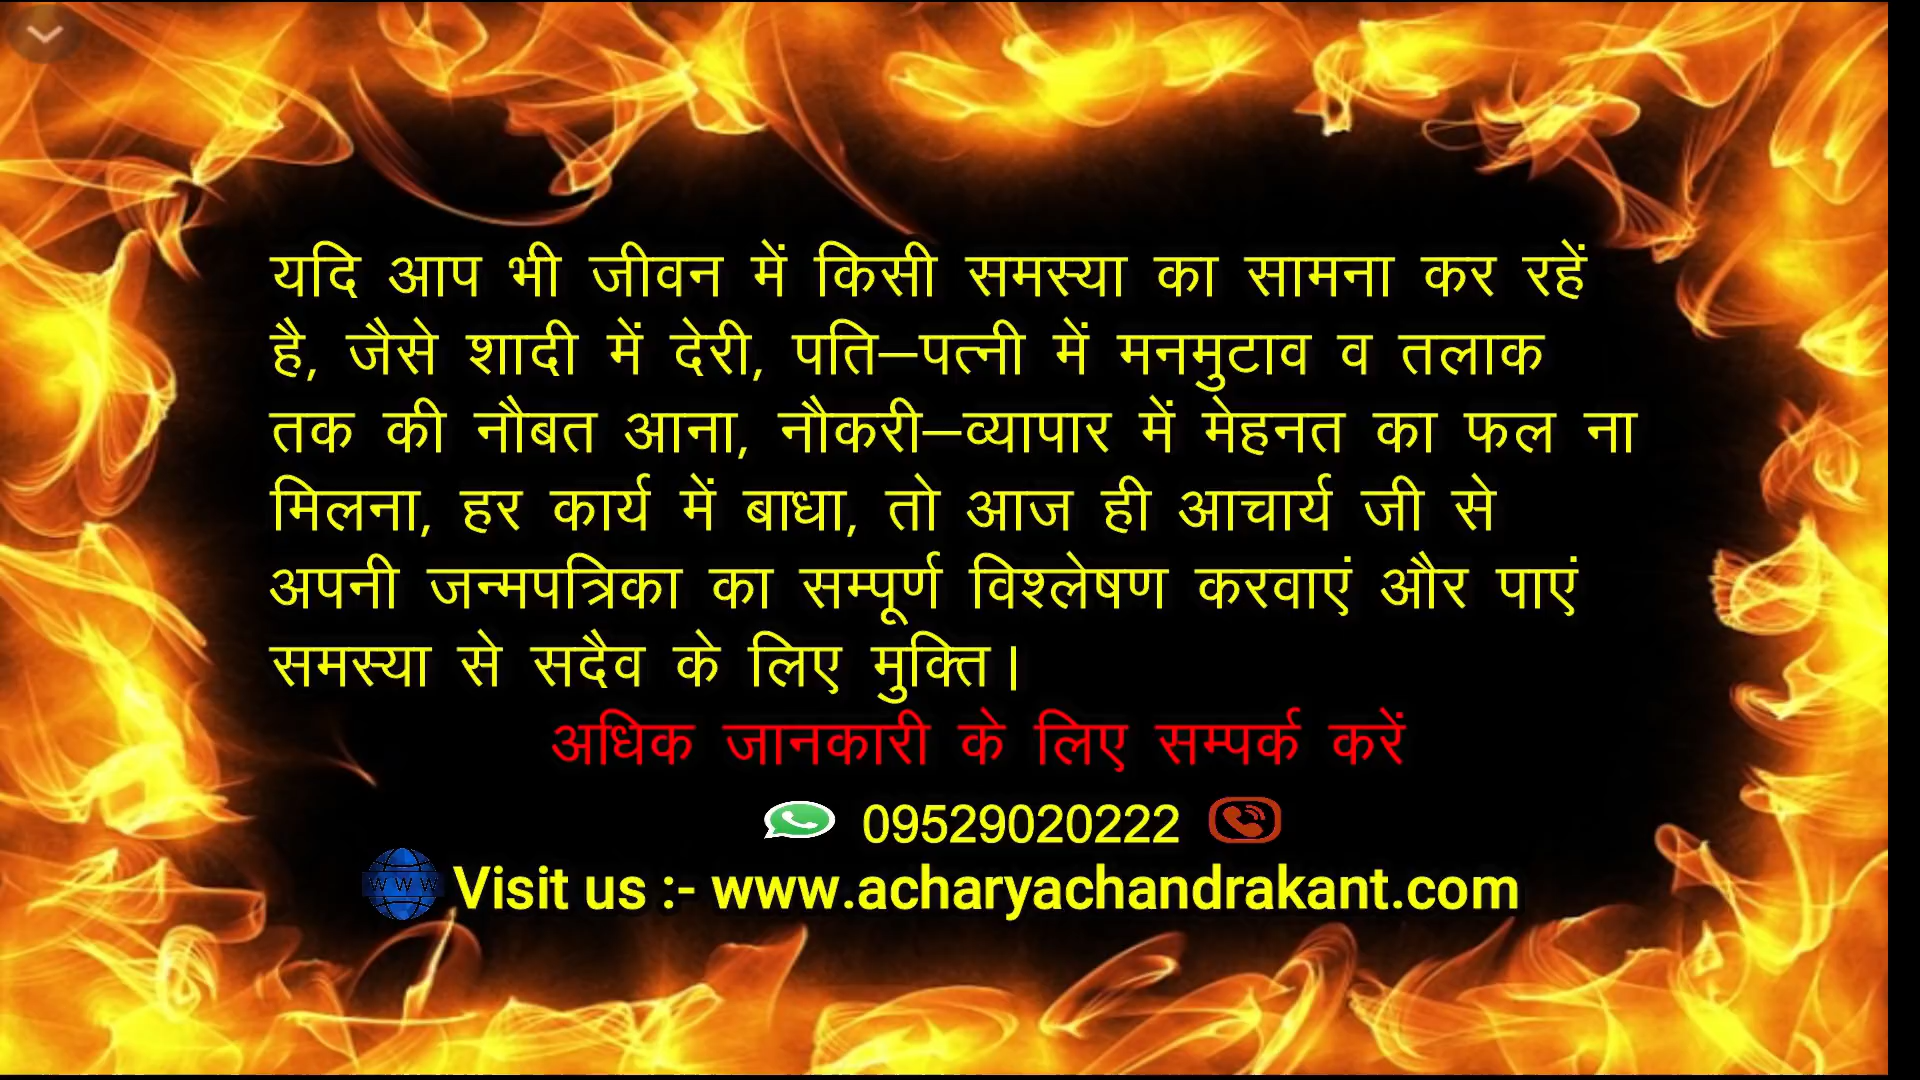 यदि आप भी जीवन में किसी समस्या का सामना कर रहें
है, जैसे शादी में देरी, पति–पत्नी में मनमुटाव व तलाक
तक की नौबत आना, नौकरी–व्यापार में मेहनत का फल ना
मिलना, हर कार्य में बाधा, तो आज ही आचार्य जी से
अपनी जन्मपत्रिका का सम्पूर्ण विश्लेषण करवाएं और पाएं
समस्या से सदैव के लिए मुक्ति।
अधिक जानकारी के लिए सम्पर्क करें
09529020222
WWW Visit us :- www.acharyachandrakant.com